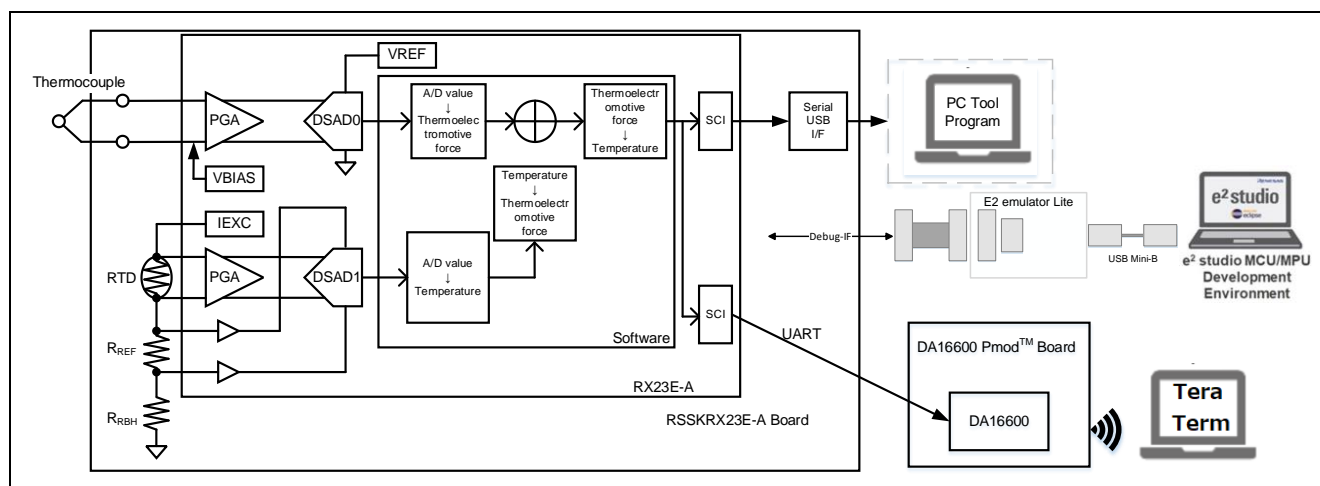 Thermocouple
PGA
VBIAS
DSAD0
VREF
A/D value
↓
Thermoelec
tromotive
force
Thermoelectr
omotive
force
↓
Temperature
SCI
Serial
USB
I/F
PC Tool
Program
IEXC
RTD
PGA
DSAD1
A/D value
↓
Temperature
Temperature
↓
Thermoelectr
omotive
force
RREF
RRBH
Software
SCI
RX23E-A
RSSKRX23E-A Board
UART
Debug-IF
E2 emulator Lite
USB Mini-B
e² studio
eclipse
e² studio MCU/MPU
Development
Environment
DA16600 Pmod™ Board
DA16600
Tera
Term